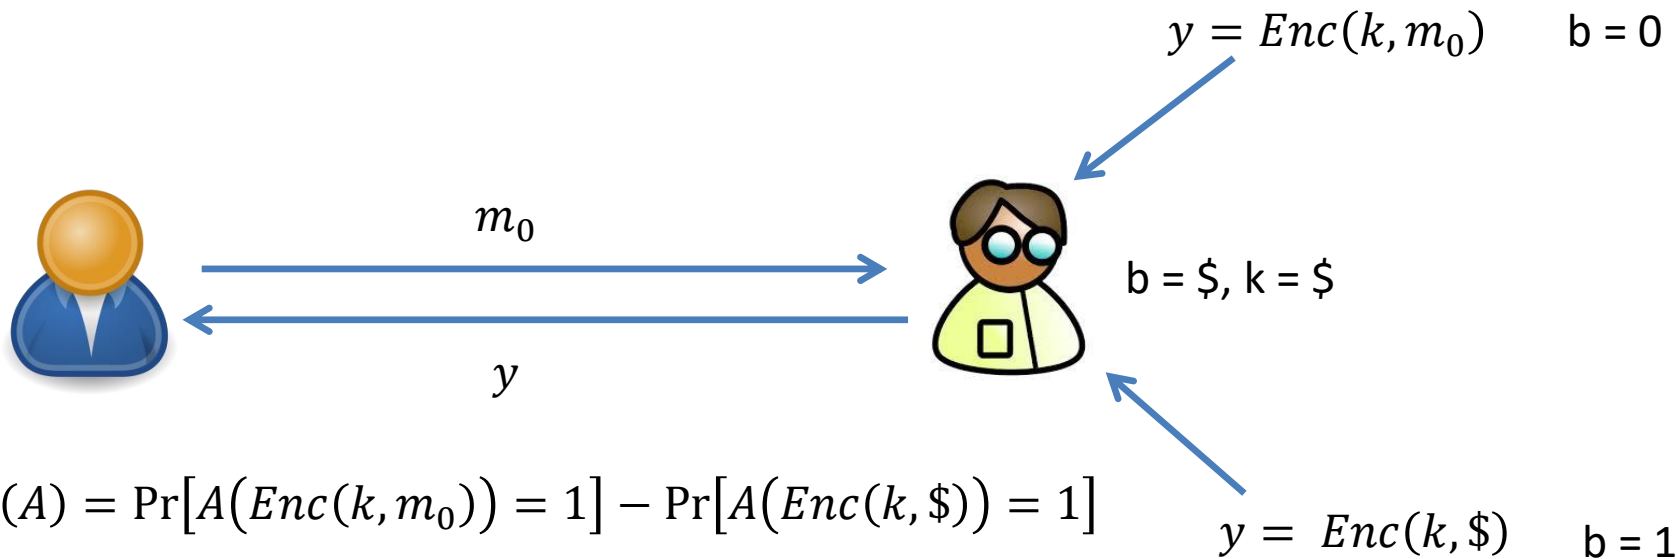 y = Enc(k, m₀) b = 0
m₀
b = $, k = $
y
(A) = Pr[A(Enc(k, m₀)) = 1] − Pr[A(Enc(k, $)) = 1]
y = Enc(k, $) b = 1